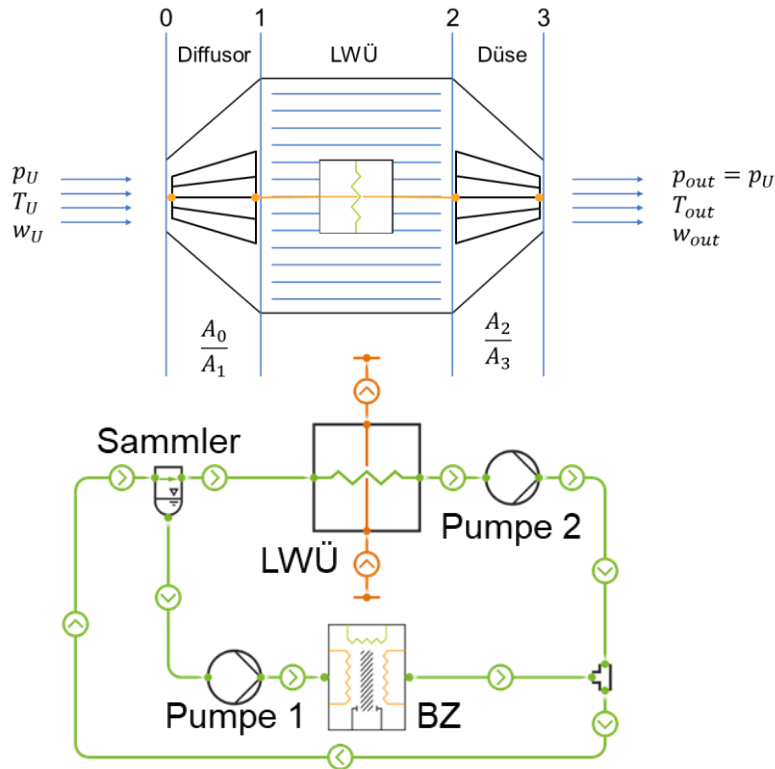 0 1 2 3
Diffusor LWÜ Düse
p_U
T_U
w_U
p_out = p_U
T_out
w_out
A_0
A_1
A_2
A_3
Sammler
LWÜ
Pumpe 2
Pumpe 1
BZ